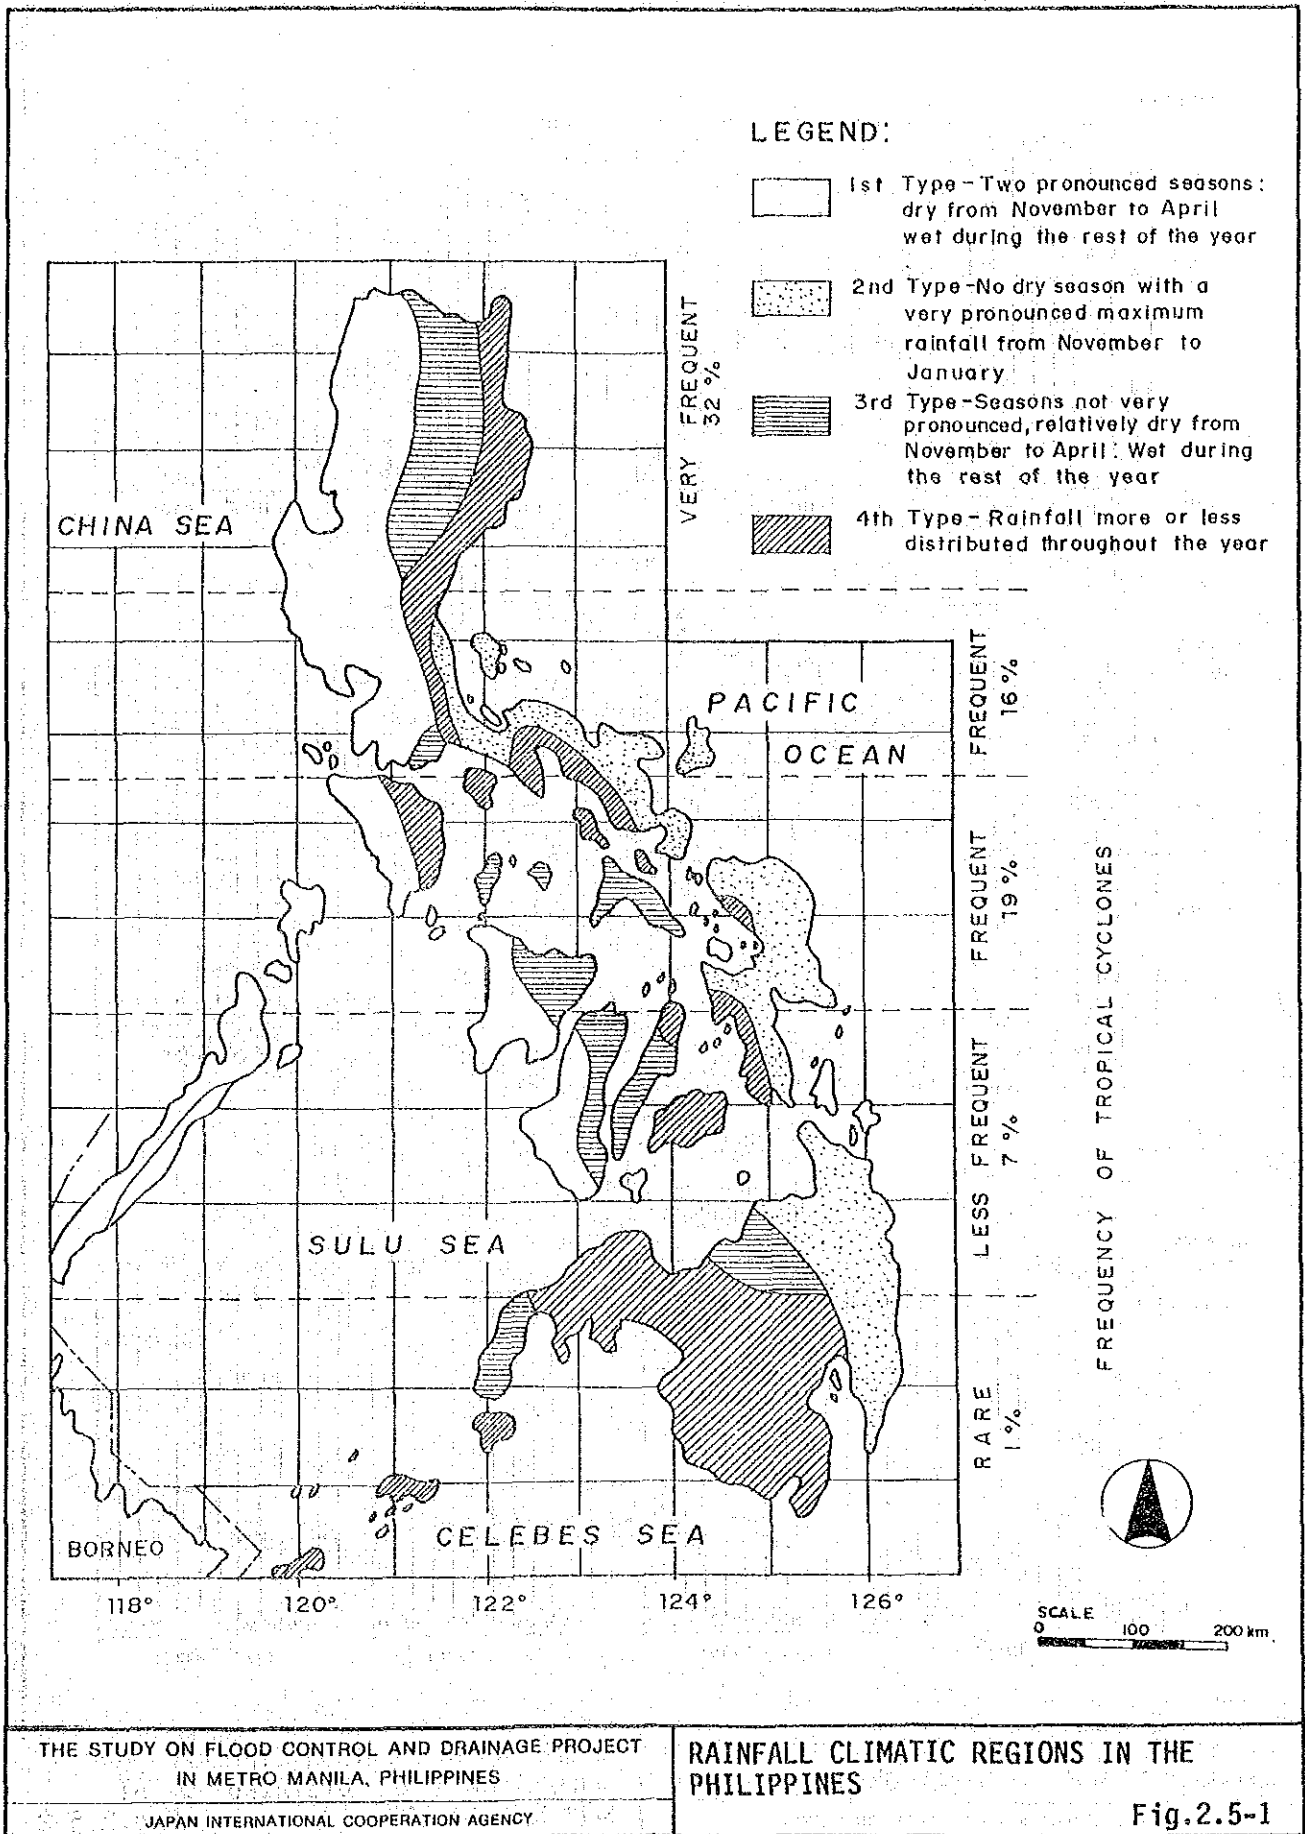 LEGEND:
1st Type-Two pronounced seasons:
dry from November to April
wet during the rest of the year
2nd Type-No dry season with a
very pronounced maximum
rainfall from November to
January
3rd Type-Seasons not very
pronounced, relatively dry from
November to April: Wet during
the rest of the year
4th Type-Rainfall more or less
distributed throughout the year
VERY FREQUENT
32 %
FREQUENT
16 %
FREQUENT
19 %
LESS FREQUENT
7 %
RARE
1 %
FREQUENCY OF TROPICAL CYCLONES
CHINA SEA
PACIFIC
OCEAN
SULU SEA
CELEBES SEA
BORNEO
118°
120°
122°
124°
126°
SCALE
0 100 200 km
THE STUDY ON FLOOD CONTROL AND DRAINAGE PROJECT
IN METRO MANILA, PHILIPPINES
JAPAN INTERNATIONAL COOPERATION AGENCY
RAINFALL CLIMATIC REGIONS IN THE
PHILIPPINES
Fig.2.5-1